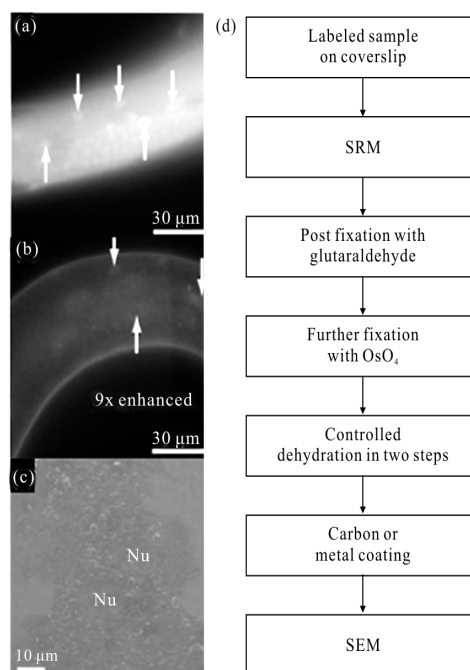 (a)
30 μm
(b)
9x enhanced
30 μm
(c)
Nu
Nu
10 μm
(d)
Labeled sample
on coverslip
SRM
Post fixation with
glutaraldehyde
Further fixation
with OsO₄
Controlled
dehydration in two steps
Carbon or
metal coating
SEM